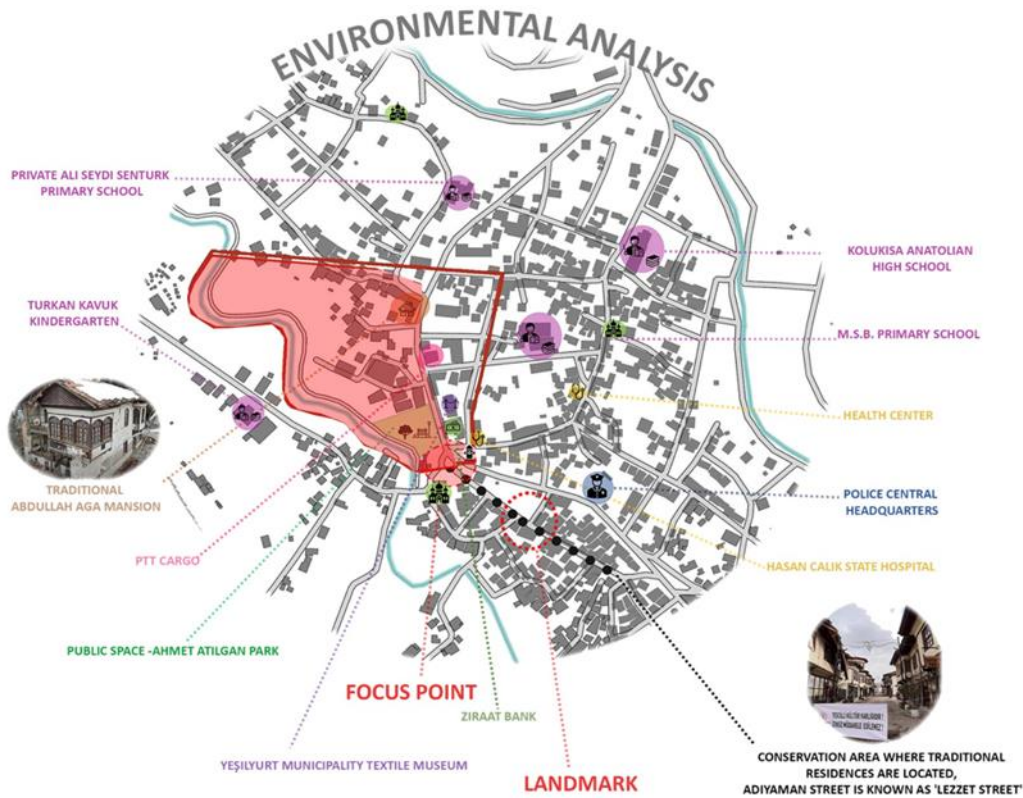 ENVIRONMENTAL ANALYSIS
PRIVATE ALI SEYDI SENTURK
PRIMARY SCHOOL
KOLUKISA ANATOLIAN
HIGH SCHOOL
TURKAN KAVUK
KINDERGARTEN
M.S.B. PRIMARY SCHOOL
HEALTH CENTER
TRADITIONAL
ABDULLAH AGA MANSION
POLICE CENTRAL
HEADQUARTERS
PTT CARGO
HASAN CALIK STATE HOSPITAL
PUBLIC SPACE -AHMET ATILGAN PARK
FOCUS POINT
ZIRAAT BANK
YEŞİLYURT MUNICIPALITY TEXTILE MUSEUM
LANDMARK
CONSERVATION AREA WHERE TRADITIONAL
RESIDENCES ARE LOCATED,
ADIYAMAN STREET IS KNOWN AS 'LEZZET STREET'